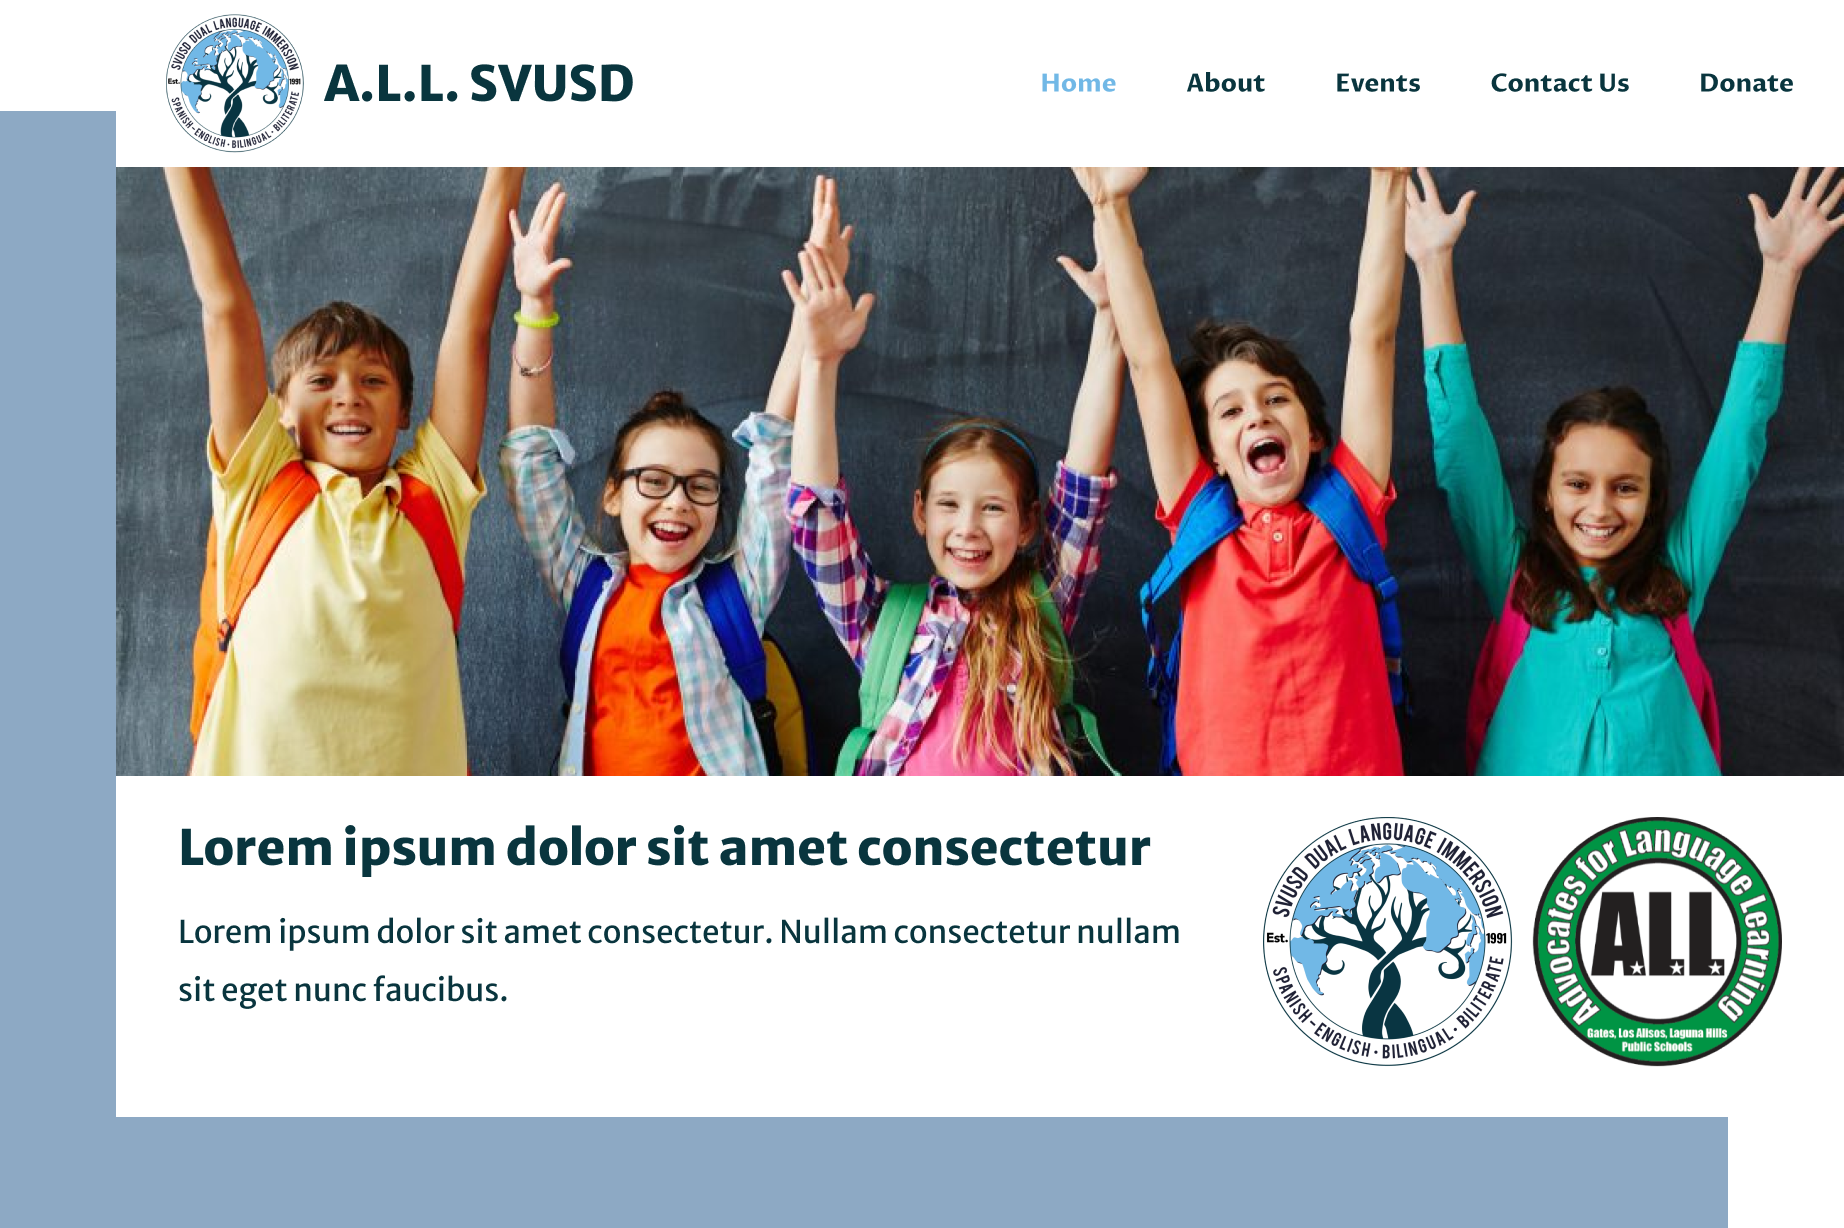 SVUSD DUAL LANGUAGE IMMERSION
Est. 1991
SPANISH-ENGLISH · BILINGUAL · BILITERATE
A.L.L. SVUSD
Home About Events Contact Us Donate
Lorem ipsum dolor sit amet consectetur
Lorem ipsum dolor sit amet consectetur. Nullam consectetur nullam
sit eget nunc faucibus.
SVUSD DUAL LANGUAGE IMMERSION
Est. 1991
SPANISH-ENGLISH · BILINGUAL · BILITERATE
Advocates for Language Learning
A.L.L.
Gates, Los Alisos, Laguna Hills
Public Schools